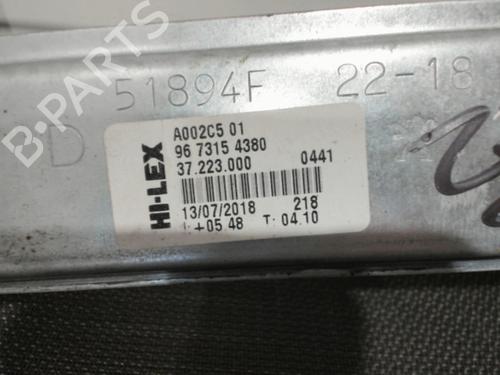 51894F 22-18
D
HI-LEX
A002C5 01
96 7315 4380
37.223.000 0441
13/07/2018 218
I: +05.48 T: 04.10
B-PARTS